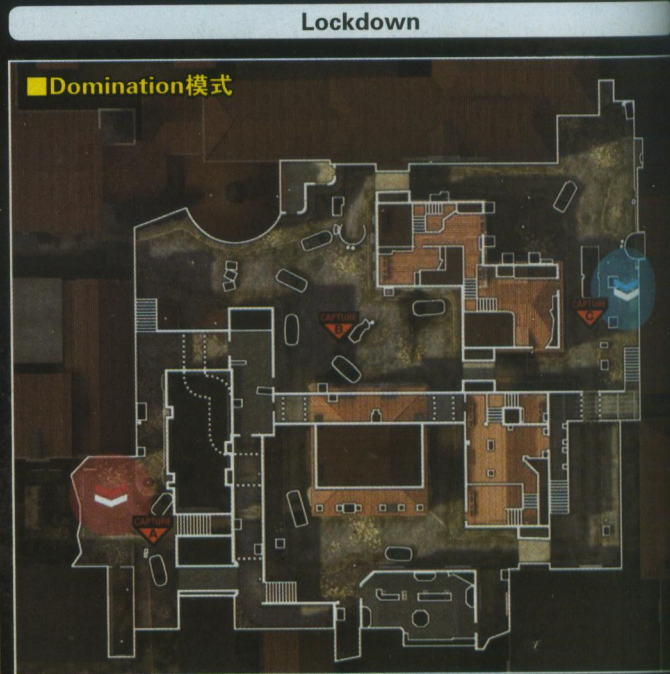 Lockdown
Domination模式
CAPTURE
B
CAPTURE
C
CAPTURE
A